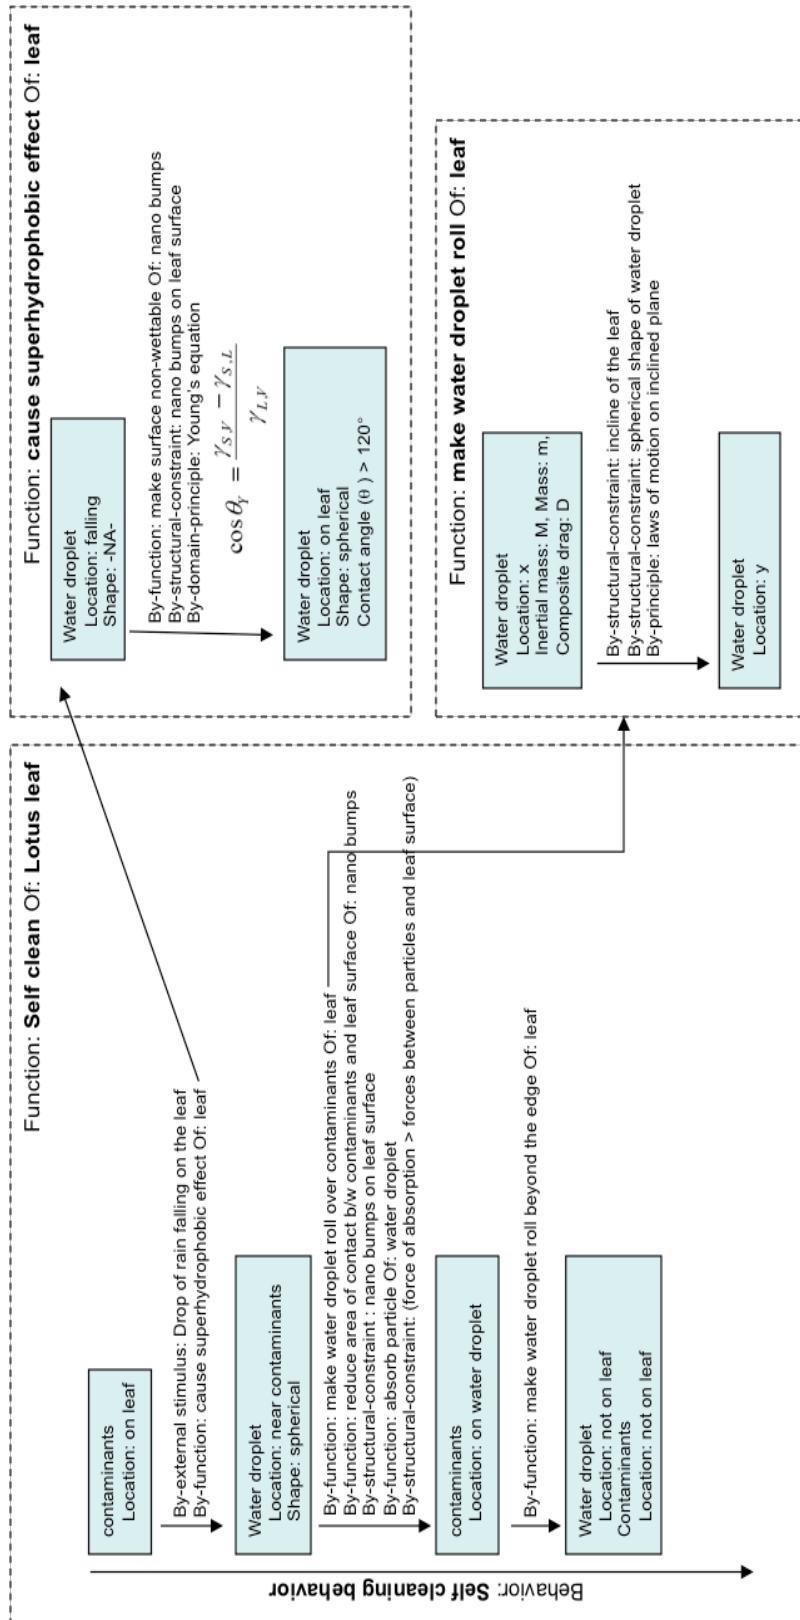 Function: Self clean Of: Lotus leaf
contaminants
Location: on leaf
By-external stimulus: Drop of rain falling on the leaf
By-function: cause superhydrophobic effect Of: leaf
Water droplet
Location: near contaminants
Shape: spherical
By-function: make water droplet roll over contaminants Of: leaf
By-function: reduce area of contact b/w contaminants and leaf surface Of: nano bumps
By-structural-constraint : nano bumps on leaf surface
By-function: absorb particle Of: water droplet
By-structural-constraint: (force of absorption > forces between particles and leaf surface)
contaminants
Location: on water droplet
By-function: make water droplet roll beyond the edge Of: leaf
Water droplet
Location: not on leaf
Contaminants
Location: not on leaf
Behavior: Self cleaning behavior
Function: cause superhydrophobic effect Of: leaf
Water droplet
Location: falling
Shape: -NA-
By-function: make surface non-wettable Of: nano bumps
By-structural-constraint: nano bumps on leaf surface
By-domain-principle: Young's equation
cos θ_Y = (γ_S,V − γ_S,L) / γ_L,V
Water droplet
Location: on leaf
Shape: spherical
Contact angle (θ ) > 120°
Function: make water droplet roll Of: leaf
Water droplet
Location: x
Inertial mass: M, Mass: m,
Composite drag: D
By-structural-constraint: incline of the leaf
By-structural-constraint: spherical shape of water droplet
By-principle: laws of motion on inclined plane
Water droplet
Location: y